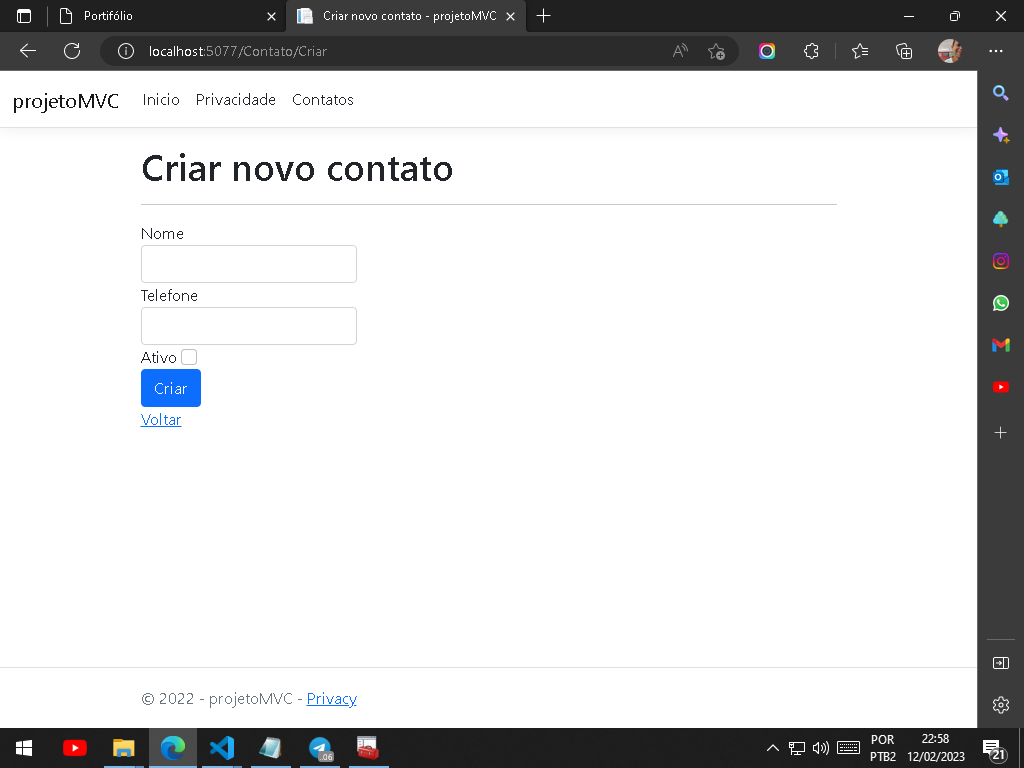 Portifólio
Criar novo contato - projetoMVC
localhost:5077/Contato/Criar
projetoMVC Inicio Privacidade Contatos
Criar novo contato
Nome
Telefone
Ativo
Criar
Voltar
© 2022 - projetoMVC - Privacy
.06
POR
PTB2
22:58
12/02/2023
21